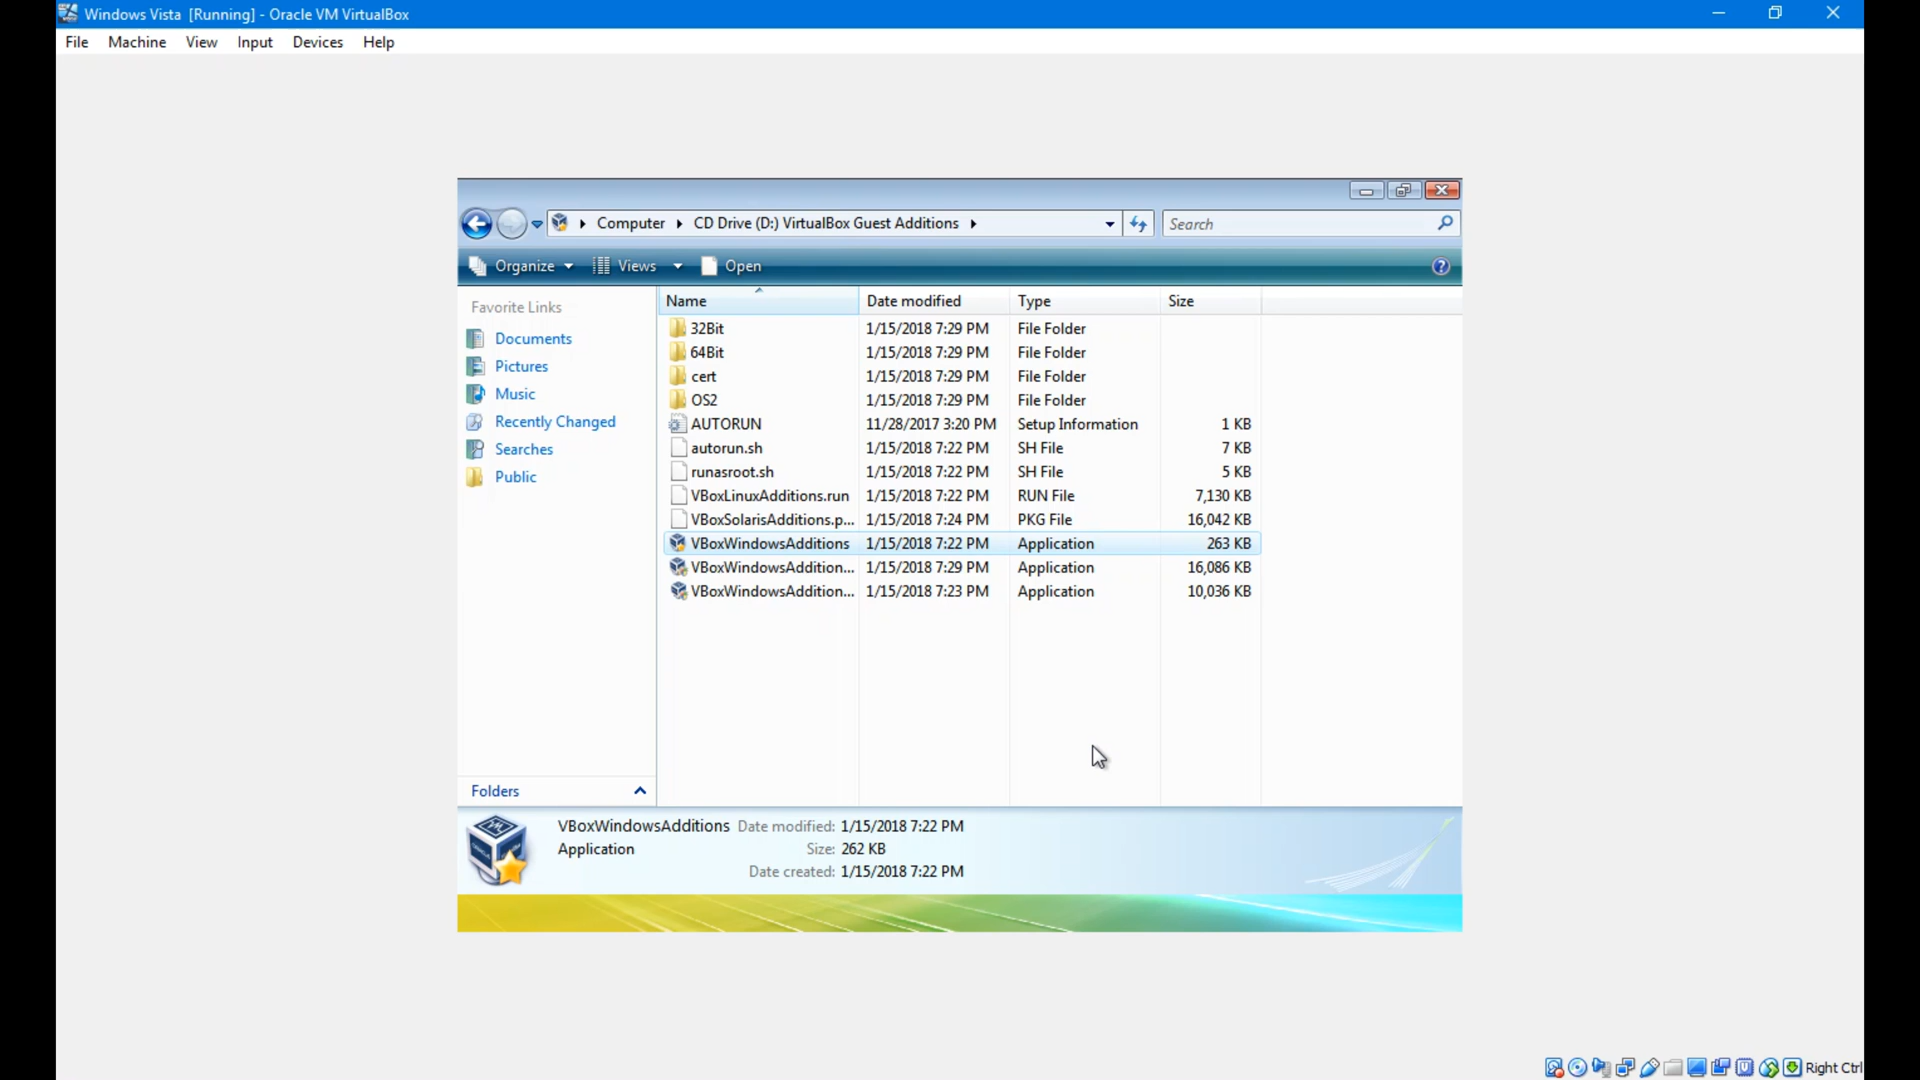 Windows Vista [Running] - Oracle VM VirtualBox
File Machine View Input Devices Help
Computer CD Drive (D:) VirtualBox Guest Additions Search
Organize Views Open
Favorite Links
Documents
Pictures
Music
Recently Changed
Searches
Public
Folders
Name Date modified Type Size
32Bit 1/15/2018 7:29 PM File Folder
64Bit 1/15/2018 7:29 PM File Folder
cert 1/15/2018 7:29 PM File Folder
OS2 1/15/2018 7:29 PM File Folder
AUTORUN 11/28/2017 3:20 PM Setup Information 1 KB
autorun.sh 1/15/2018 7:22 PM SH File 7 KB
runasroot.sh 1/15/2018 7:22 PM SH File 5 KB
VBoxLinuxAdditions.run 1/15/2018 7:22 PM RUN File 7,130 KB
VBoxSolarisAdditions.p... 1/15/2018 7:24 PM PKG File 16,042 KB
VBoxWindowsAdditions 1/15/2018 7:22 PM Application 263 KB
VBoxWindowsAddition... 1/15/2018 7:29 PM Application 16,086 KB
VBoxWindowsAddition... 1/15/2018 7:23 PM Application 10,036 KB
VBoxWindowsAdditions Date modified: 1/15/2018 7:22 PM
Application Size: 262 KB
Date created: 1/15/2018 7:22 PM
Right Ctrl